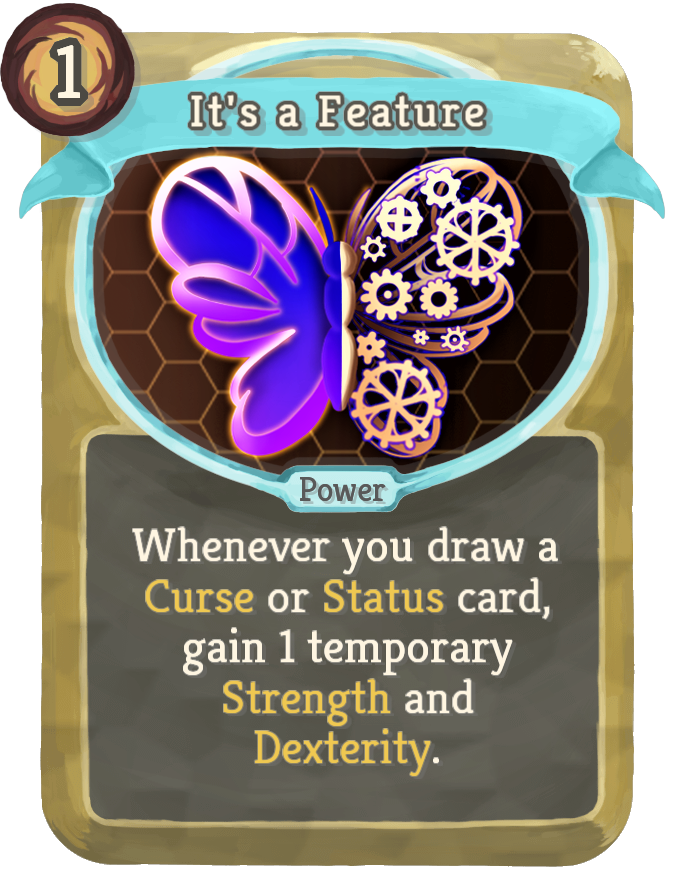 1
It's a Feature
Power
Whenever you draw a
Curse or Status card,
gain 1 temporary
Strength and
Dexterity.